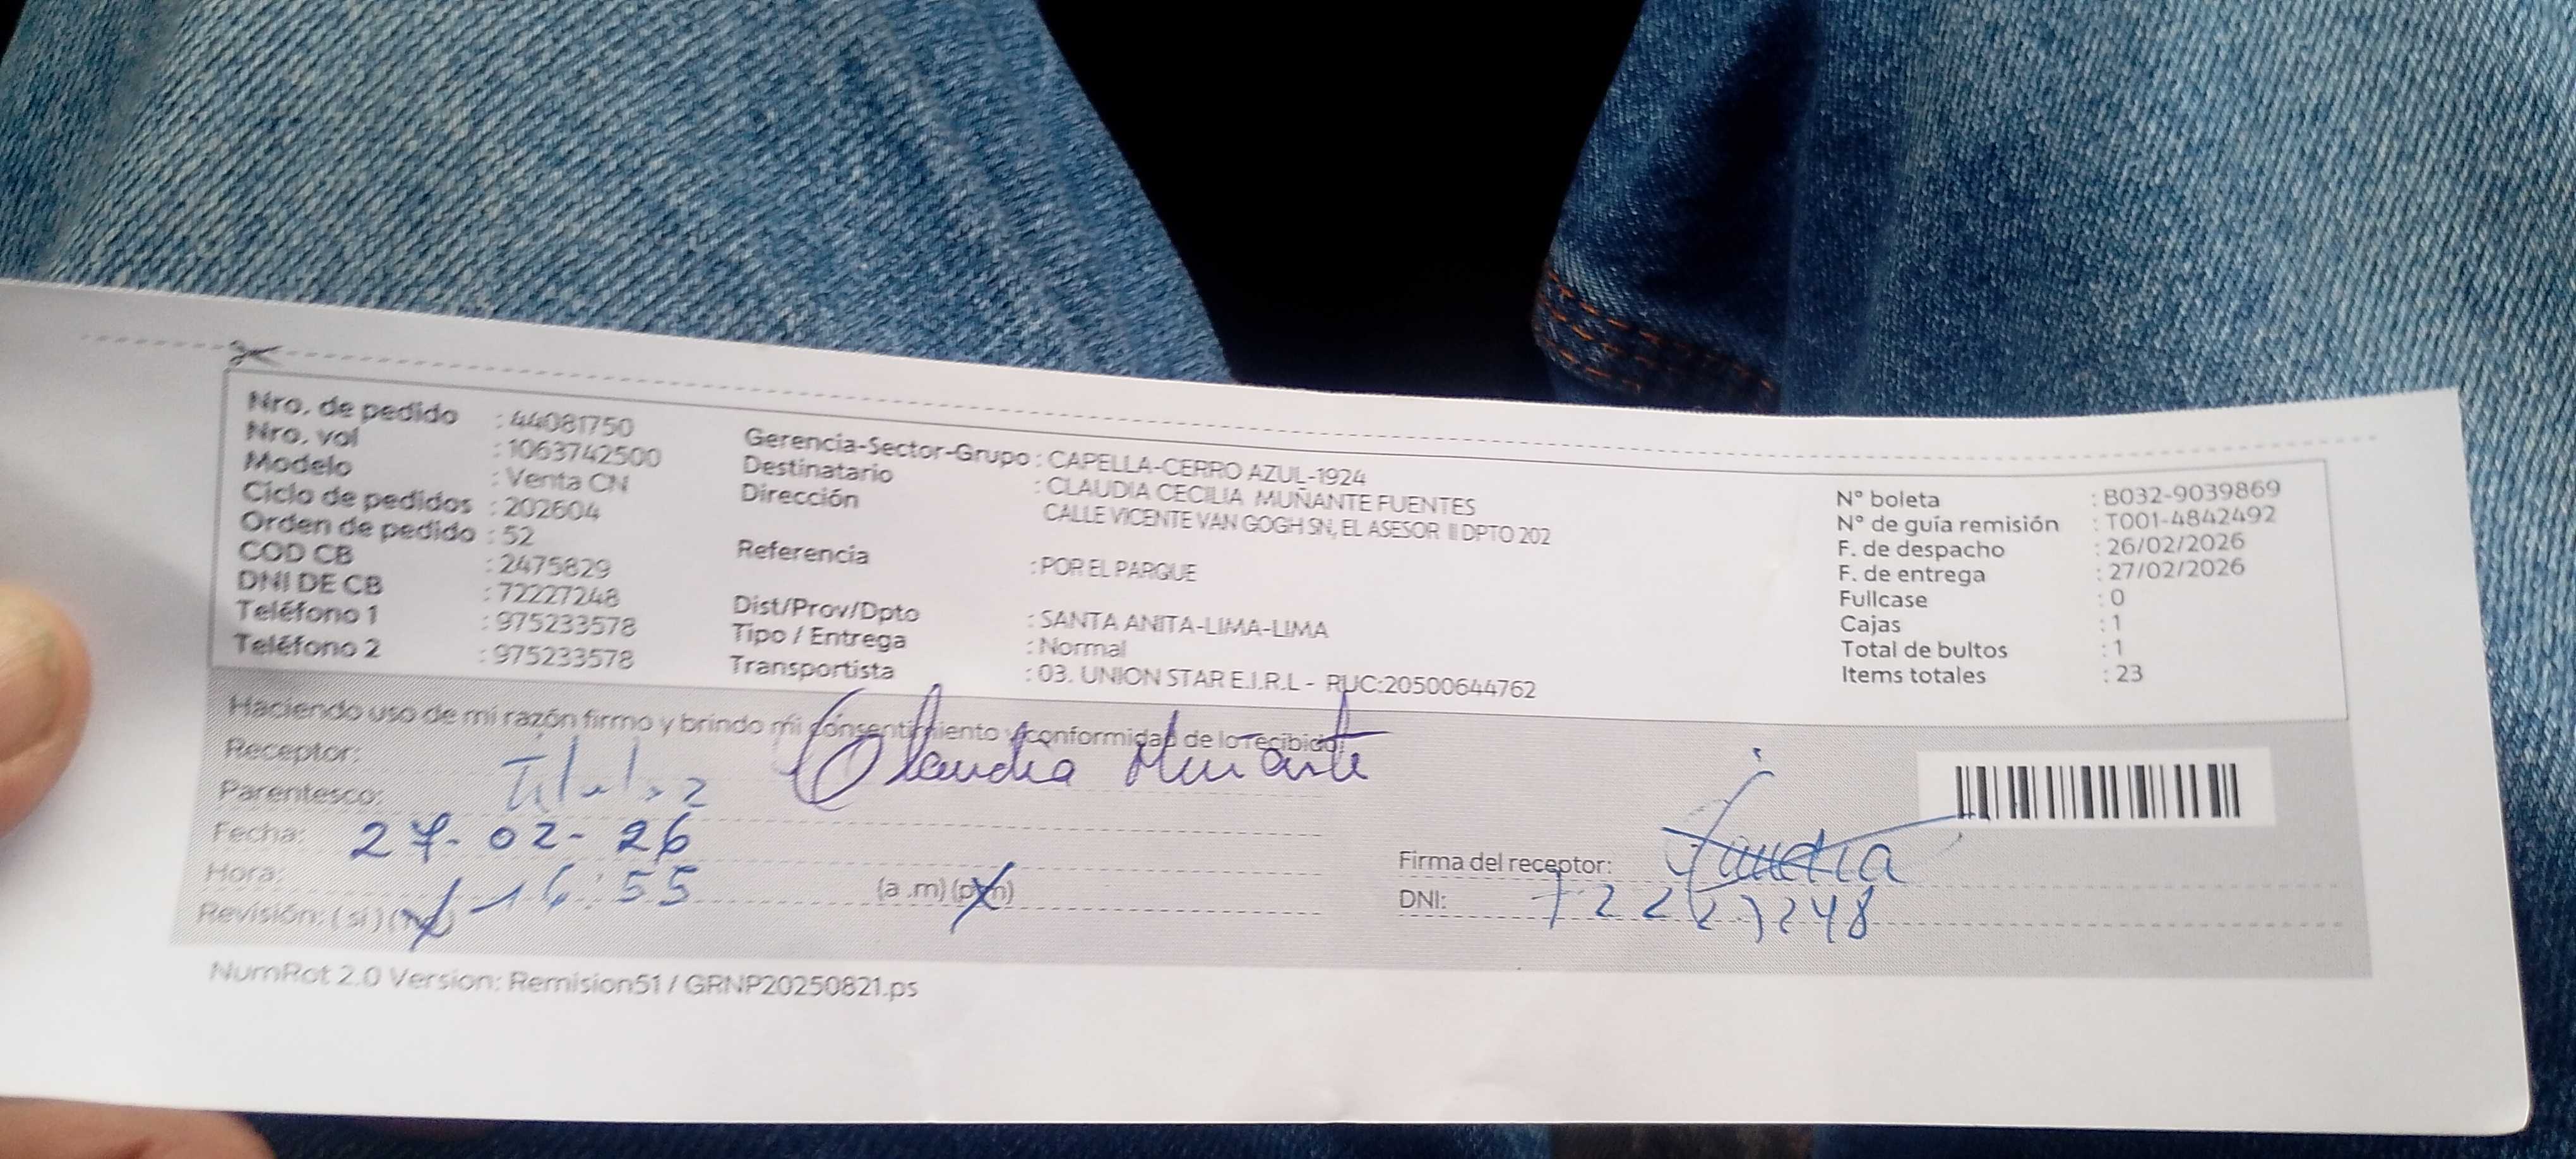 Nro. de pedido : 44081750
Nro. vol : 1063742500
Modelo : Venta CN
Ciclo de pedidos : 202604
Orden de pedido : 52
COD CB : 2475829
DNI DE CB : 72227248
Teléfono 1 : 975233578
Teléfono 2 : 975233578
Gerencia-Sector-Grupo : CAPELLA-CERRO AZUL-1924
Destinatario : CLAUDIA CECILIA MUÑANTE FUENTES
Dirección CALLE VICENTE VAN GOGH SN, EL ASESOR II DPTO 202
Referencia : POR EL PARQUE
Dist/Prov/Dpto : SANTA ANITA-LIMA-LIMA
Tipo / Entrega : Normal
Transportista : 03. UNION STAR E.I.R.L - RUC:20500644762
N° boleta : B032-9039869
N° de guía remisión : T001-4842492
F. de despacho : 26/02/2026
F. de entrega : 27/02/2026
Fullcase : 0
Cajas : 1
Total de bultos : 1
Items totales : 23
Haciendo uso de mi razón firmo y brindo mi consentimiento y conformidad de lo recibido
Receptor: Claudia Muñante
Parentesco:
Fecha: 27-02-26
Hora: 16:55 (a .m) (p.m)
Revisión: ( si ) (no)
Firma del receptor: Claudia
DNI: 72227248
NumRot 2.0 Version: Remision51 / GRNP20250821.ps